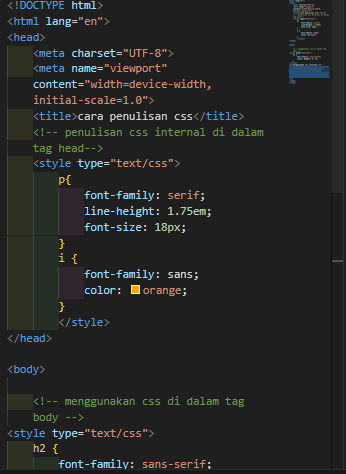 <!DOCTYPE html>
<html lang="en">
<head>
<meta charset="UTF-8">
<meta name="viewport"
content="width=device-width,
initial-scale=1.0">
<title>cara penulisan css</title>
<!-- penulisan css internal di dalam
tag head-->
<style type="text/css">
p{
font-family: serif;
line-height: 1.75em;
font-size: 18px;
}
i {
font-family: sans;
color: orange;
}
</style>
</head>
<body>
<!-- menggunakan css di dalam tag
body -->
<style type="text/css">
h2 {
font-family: sans-serif;